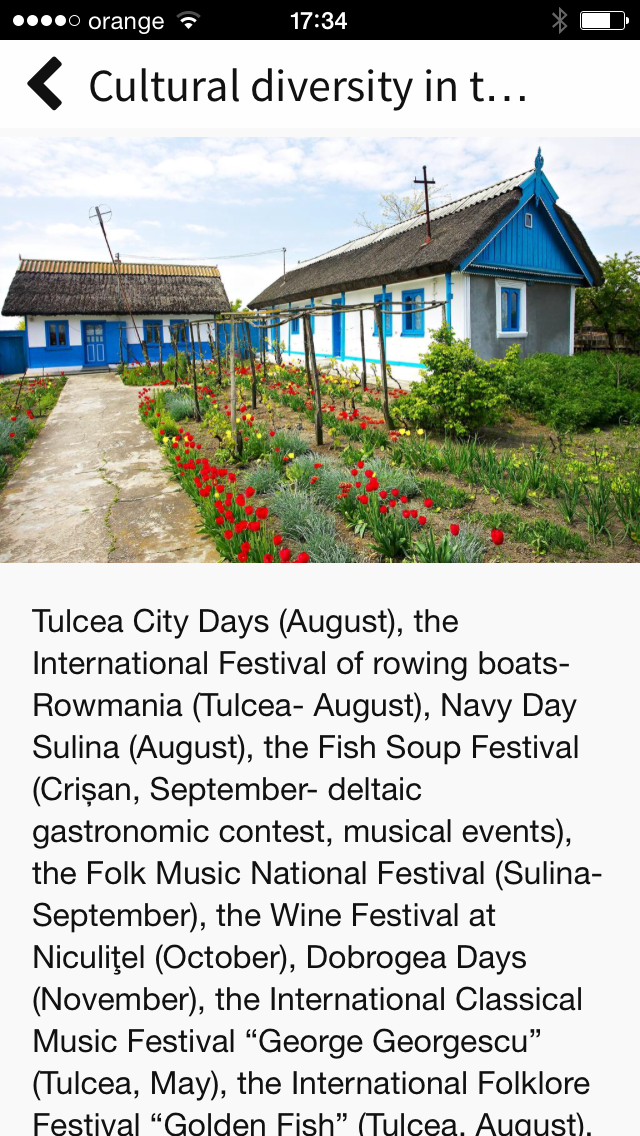 orange 17:34
Cultural diversity in t...
Tulcea City Days (August), the
International Festival of rowing boats-
Rowmania (Tulcea- August), Navy Day
Sulina (August), the Fish Soup Festival
(Crișan, September- deltaic
gastronomic contest, musical events),
the Folk Music National Festival (Sulina-
September), the Wine Festival at
Niculiţel (October), Dobrogea Days
(November), the International Classical
Music Festival “George Georgescu”
(Tulcea, May), the International Folklore
Festival “Golden Fish” (Tulcea, August),